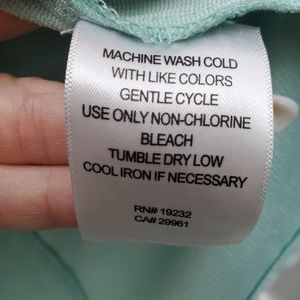 MACHINE WASH COLD
WITH LIKE COLORS
GENTLE CYCLE
USE ONLY NON-CHLORINE
BLEACH
TUMBLE DRY LOW
COOL IRON IF NECESSARY
RN# 19232
CA# 29961